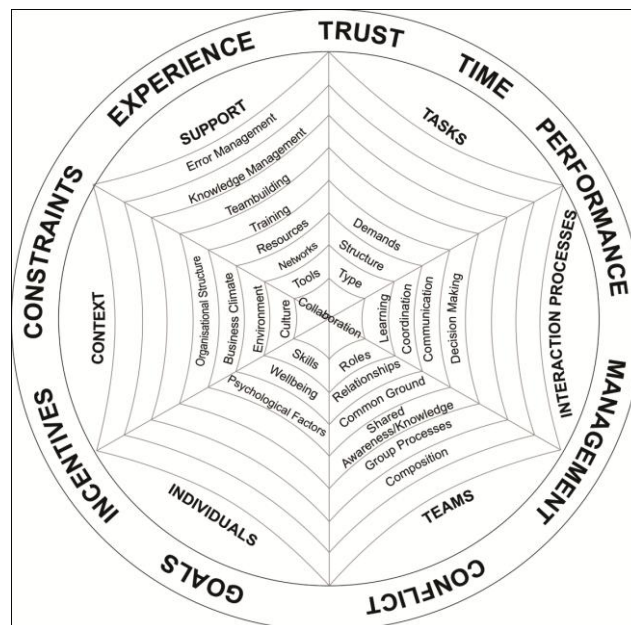 TRUST
TIME
PERFORMANCE
MANAGEMENT
CONFLICT
GOALS
INCENTIVES
CONSTRAINTS
EXPERIENCE
SUPPORT
Error Management
Knowledge Management
Teambuilding
Training
Resources
Networks
Tools
TASKS
Demands
Structure
Type
INTERACTION PROCESSES
Learning
Coordination
Communication
Decision Making
Collaboration
TEAMS
Roles
Relationships
Common Ground
Shared
Awareness/Knowledge
Group Processes
Composition
INDIVIDUALS
Skills
Wellbeing
Psychological Factors
CONTEXT
Organisational Structure
Business Climate
Environment
Culture